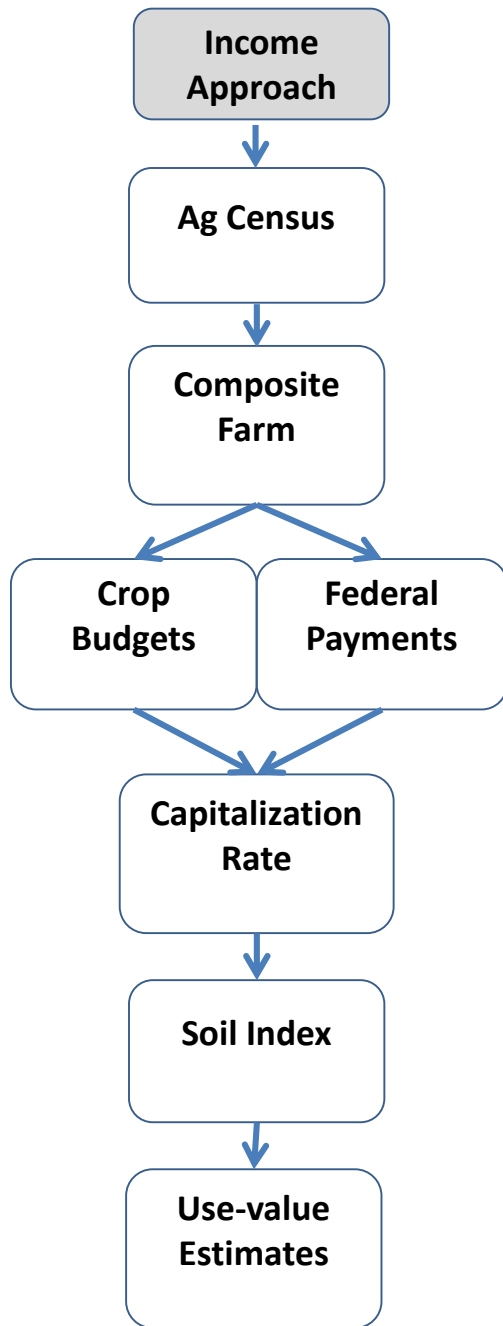 Income
Approach
Ag Census
Composite
Farm
Crop
Budgets
Federal
Payments
Capitalization
Rate
Soil Index
Use-value
Estimates